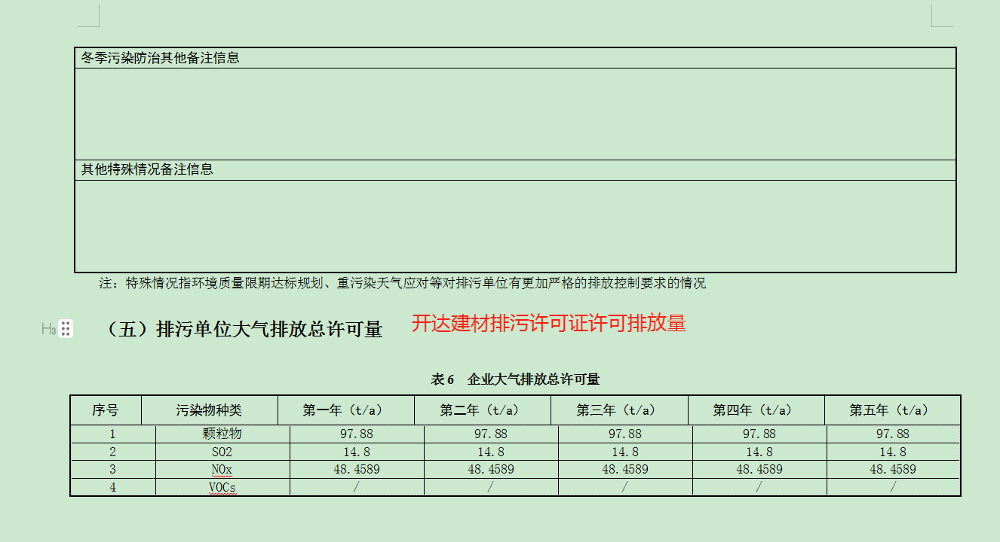 冬季污染防治其他备注信息
其他特殊情况备注信息
注：特殊情况指环境质量限期达标规划、重污染天气应对等对排污单位有更加严格的排放控制要求的情况
H3
（五）排污单位大气排放总许可量 开达建材排污许可证许可排放量
表 6 企业大气排放总许可量
序号 污染物种类 第一年（t/a） 第二年（t/a） 第三年（t/a） 第四年（t/a） 第五年（t/a）
1 颗粒物 97.88 97.88 97.88 97.88 97.88
2 SO2 14.8 14.8 14.8 14.8 14.8
3 NOx 48.4589 48.4589 48.4589 48.4589 48.4589
4 VOCs / / / / /